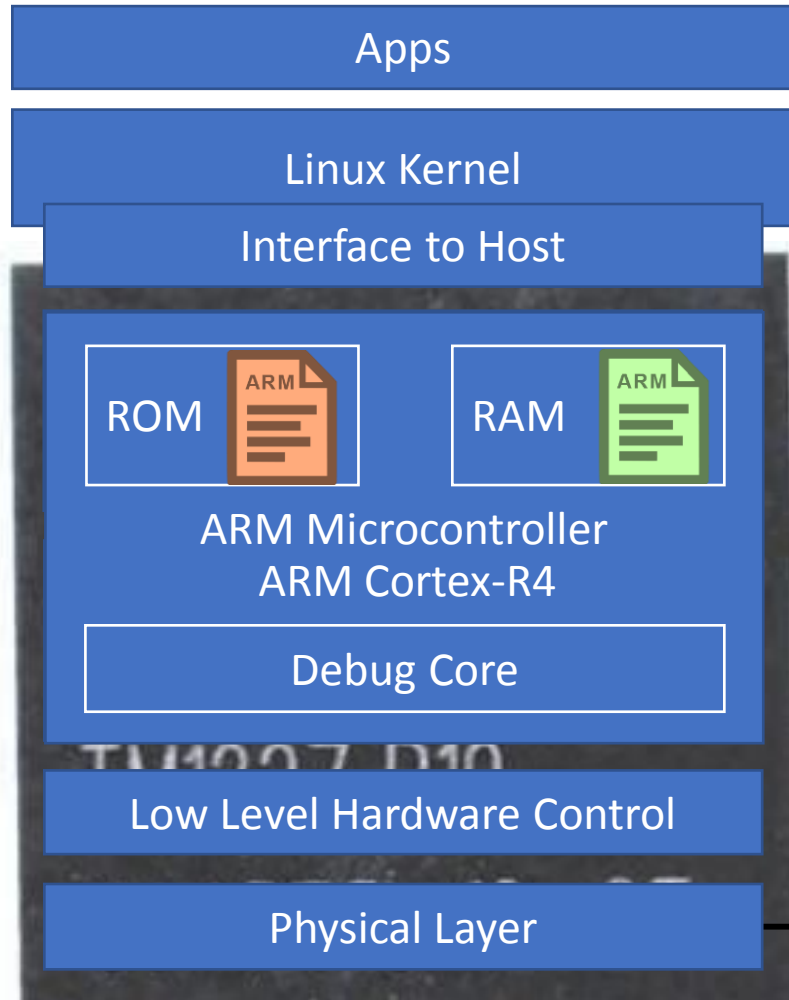 Apps
Linux Kernel
Interface to Host
ROM
ARM
RAM
ARM
ARM Microcontroller
ARM Cortex-R4
Debug Core
Low Level Hardware Control
Physical Layer